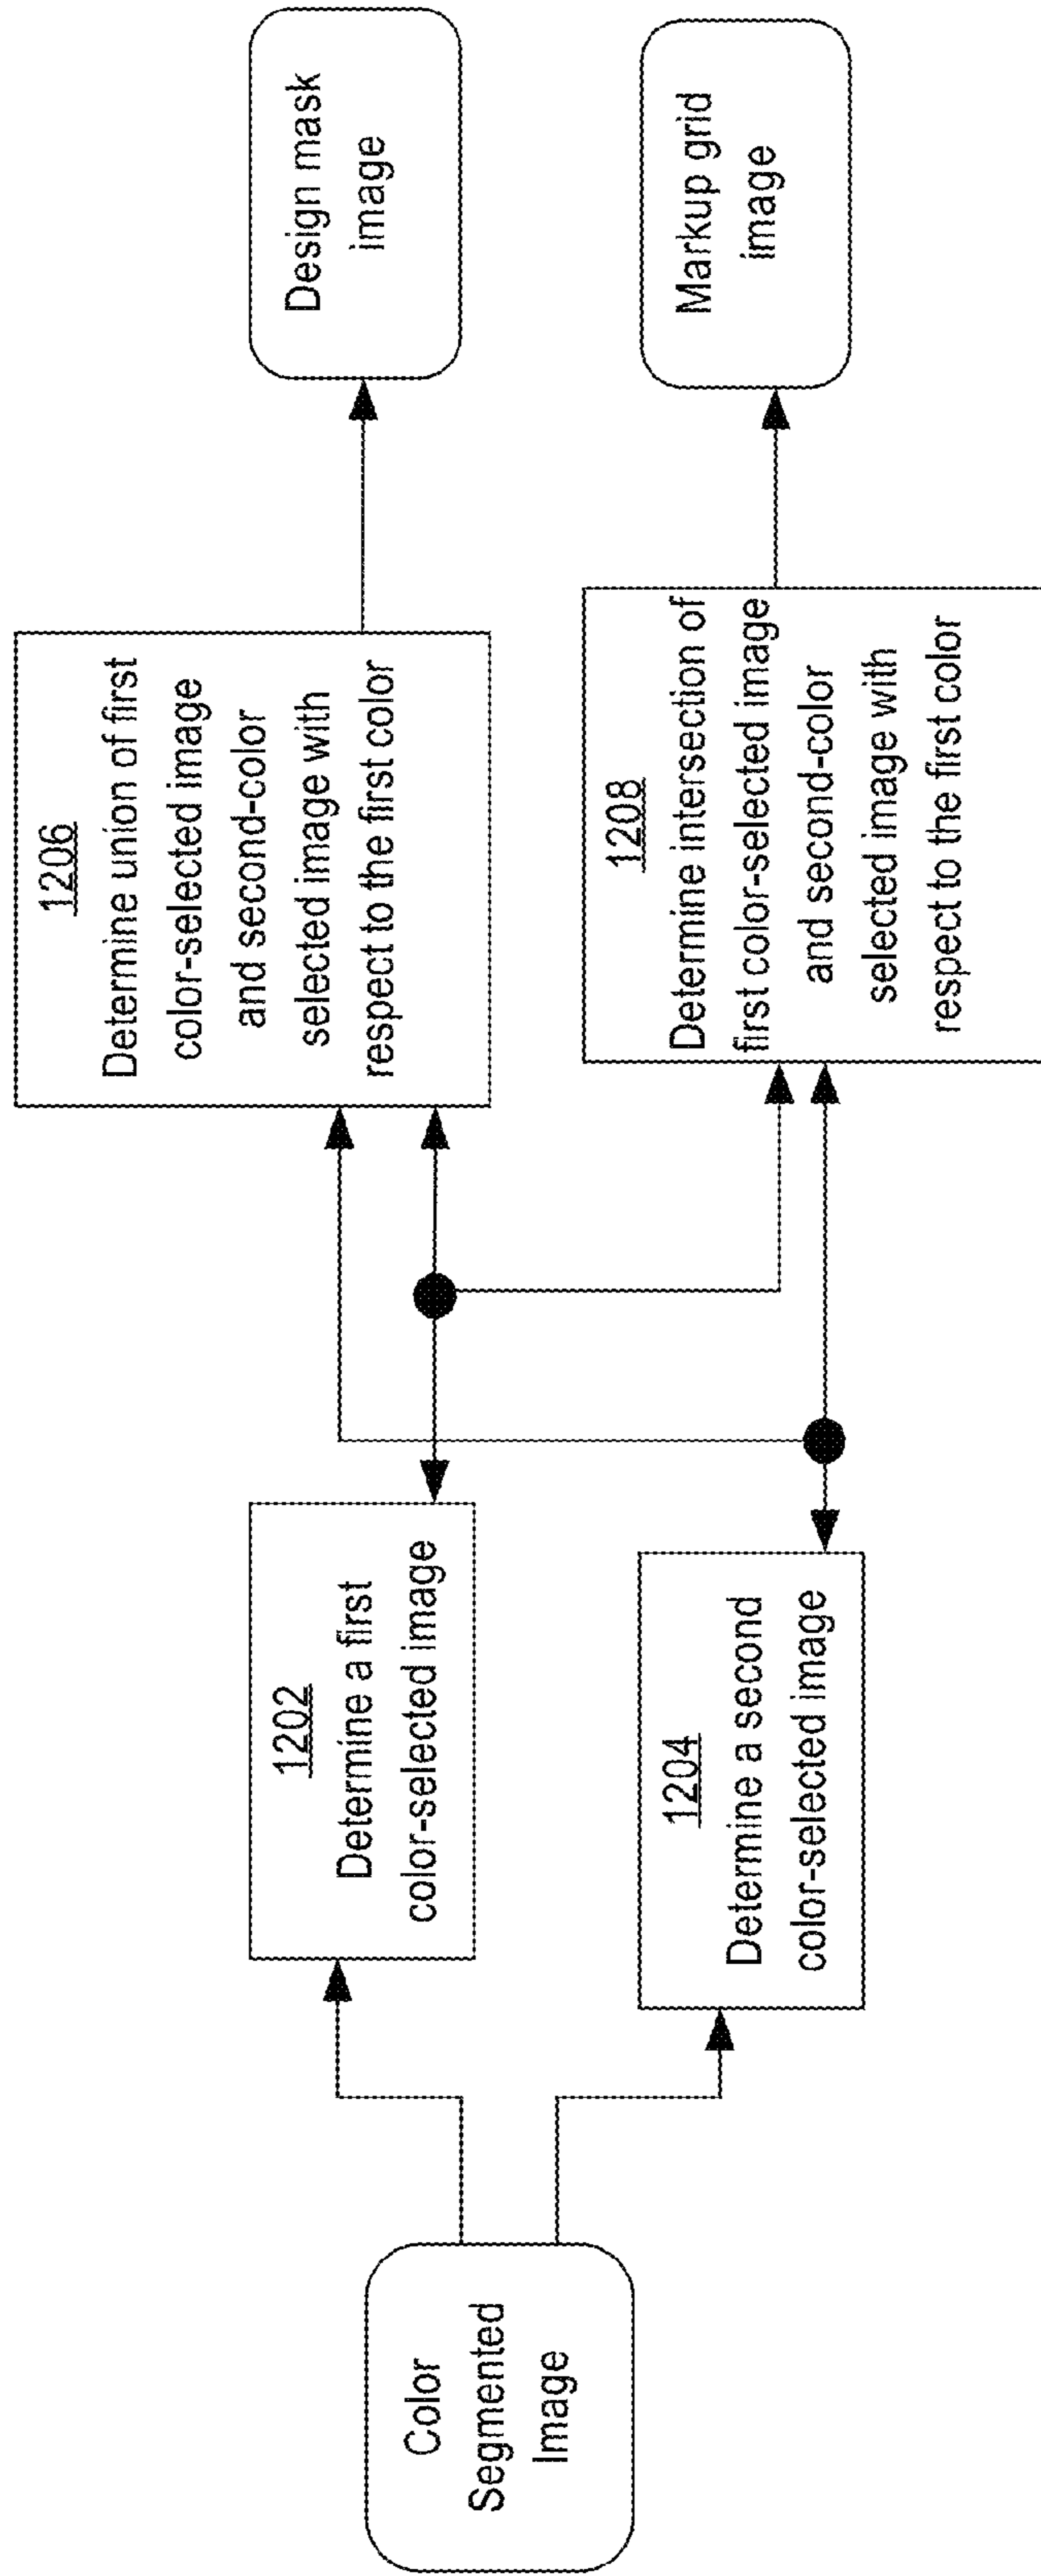 Color
Segmented
Image
1202
Determine a first
color-selected image
1204
Determine a second
color-selected image
1206
Determine union of first
color-selected image
and second-color
selected image with
respect to the first color
1208
Determine intersection of
first color-selected image
and second-color
selected image with
respect to the first color
Design mask
image
Markup grid
image